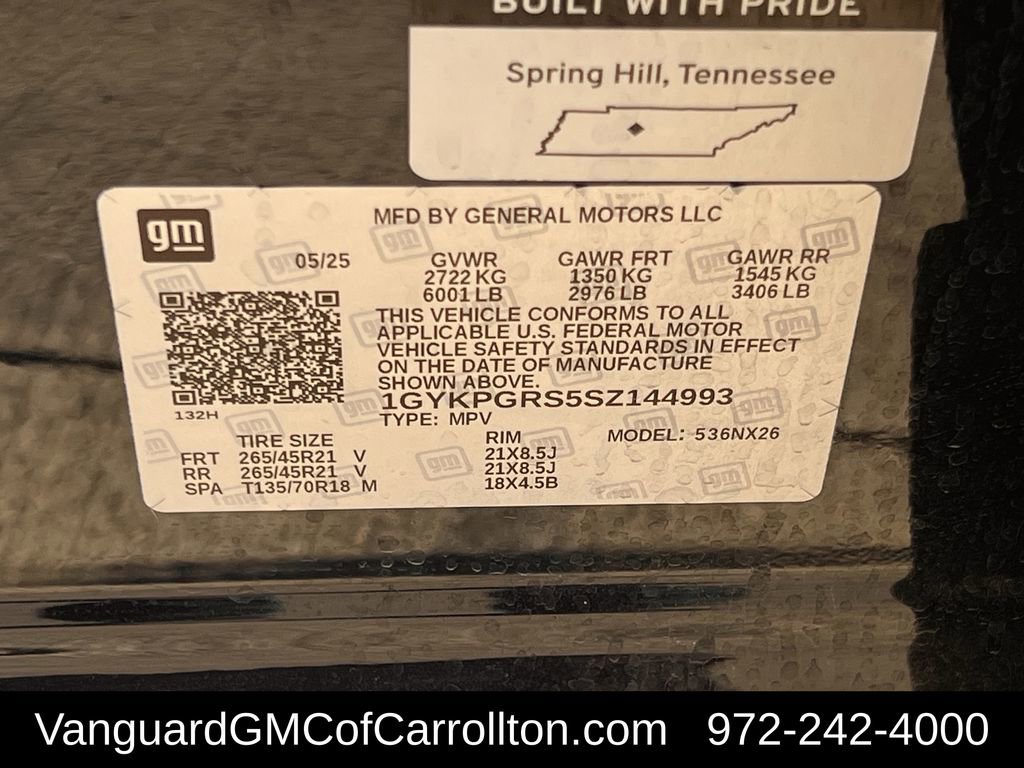 BUILT WITH PRIDE
Spring Hill, Tennessee
gm
MFD BY GENERAL MOTORS LLC
05/25
GVWR GAWR FRT GAWR RR
2722 KG 1350 KG 1545 KG
6001 LB 2976 LB 3406 LB
THIS VEHICLE CONFORMS TO ALL
APPLICABLE U.S. FEDERAL MOTOR
VEHICLE SAFETY STANDARDS IN EFFECT
ON THE DATE OF MANUFACTURE
SHOWN ABOVE.
1GYKPGRS5SZ144993
132H
TYPE: MPV
MODEL: 536NX26
TIRE SIZE RIM
FRT 265/45R21 V 21X8.5J
RR 265/45R21 V 21X8.5J
SPA T135/70R18 M 18X4.5B
VanguardGMCofCarrollton.com 972-242-4000